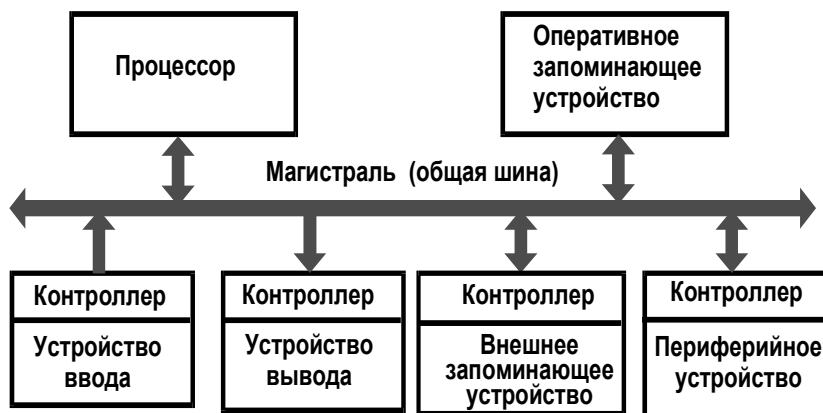 Процессор
Оперативное
запоминающее
устройство
Магистраль (общая шина)
Контроллер
Устройство
ввода
Контроллер
Устройство
вывода
Контроллер
Внешнее
запоминающее
устройство
Контроллер
Периферийное
устройство